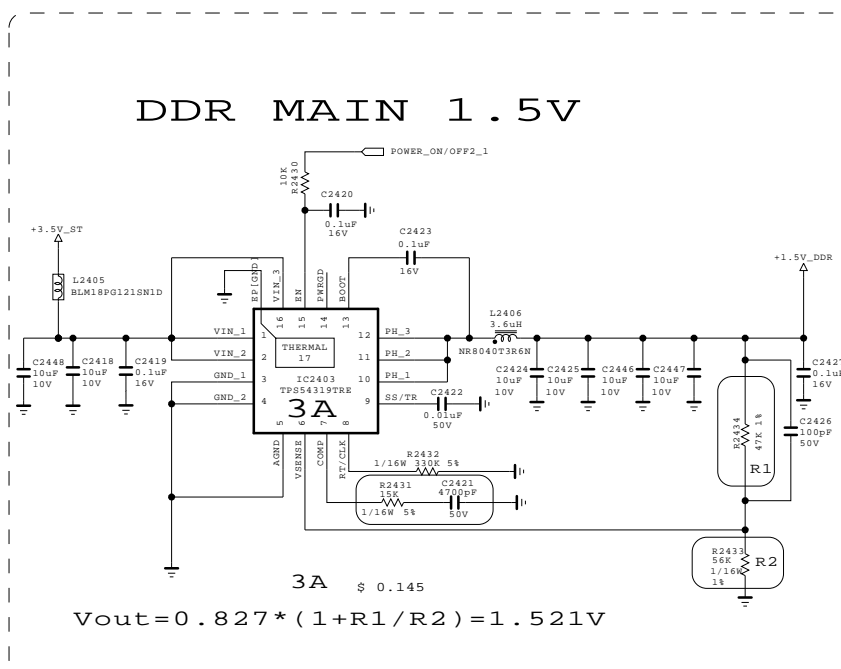 DDR MAIN 1.5V
POWER_ON/OFF2_1
10K
R2430
C2420
0.1uF
16V
C2423
0.1uF
16V
+3.5V_ST
L2405
BLM18PG121SN1D
+1.5V_DDR
EP[GND]
VIN_3
EN
PWRGD
BOOT
16
15
14
13
L2406
3.6uH
NR8040T3R6N
VIN_1
1
VIN_2
2
GND_1
3
GND_2
4
THERMAL
17
IC2403
TPS54319TRE
3A
12
PH_3
11
PH_2
10
PH_1
9
SS/TR
C2448
10uF
10V
C2418
10uF
10V
C2419
0.1uF
16V
C2422
0.01uF
50V
C2424
10uF
10V
C2425
10uF
10V
C2446
10uF
10V
C2447
10uF
10V
C2427
0.1u
16V
5
6
7
8
AGND
VSENSE
COMP
RT/CLK
R2434
47K 1%
R1
C2426
100pF
50V
R2432
1/16W 330K 5%
R2431
15K
1/16W 5%
C2421
4700pF
50V
R2433
56K
1/16W
1%
R2
3A
$ 0.145
Vout=0.827*(1+R1/R2)=1.521V